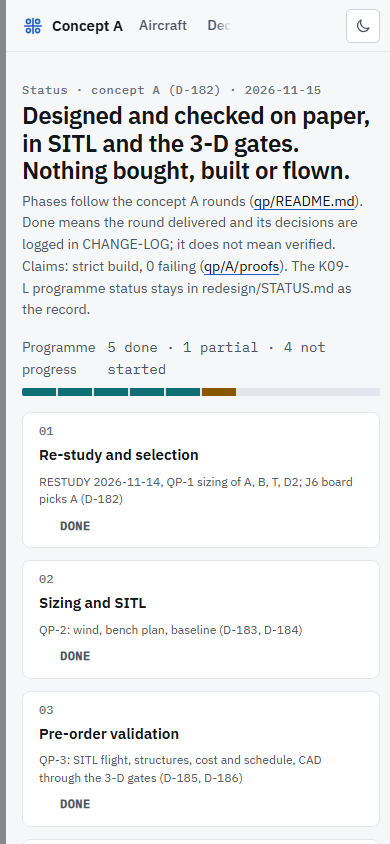 Concept A Aircraft
Status · concept A (D-182) · 2026-11-15
Designed and checked on paper,
in SITL and the 3-D gates.
Nothing bought, built or flown.
Phases follow the concept A rounds (qp/README.md).
Done means the round delivered and its decisions are
logged in CHANGE-LOG; it does not mean verified.
Claims: strict build, 0 failing (qp/A/proofs). The K09-
L programme status stays in redesign/STATUS.md as
the record.
Programme progress
5 done · 1 partial · 4 not started
01
Re-study and selection
RESTUDY 2026-11-14, QP-1 sizing of A, B, T, D2; J6 board
picks A (D-182)
DONE
02
Sizing and SITL
QP-2: wind, bench plan, baseline (D-183, D-184)
DONE
03
Pre-order validation
QP-3: SITL flight, structures, cost and schedule, CAD
through the 3-D gates (D-185, D-186)
DONE